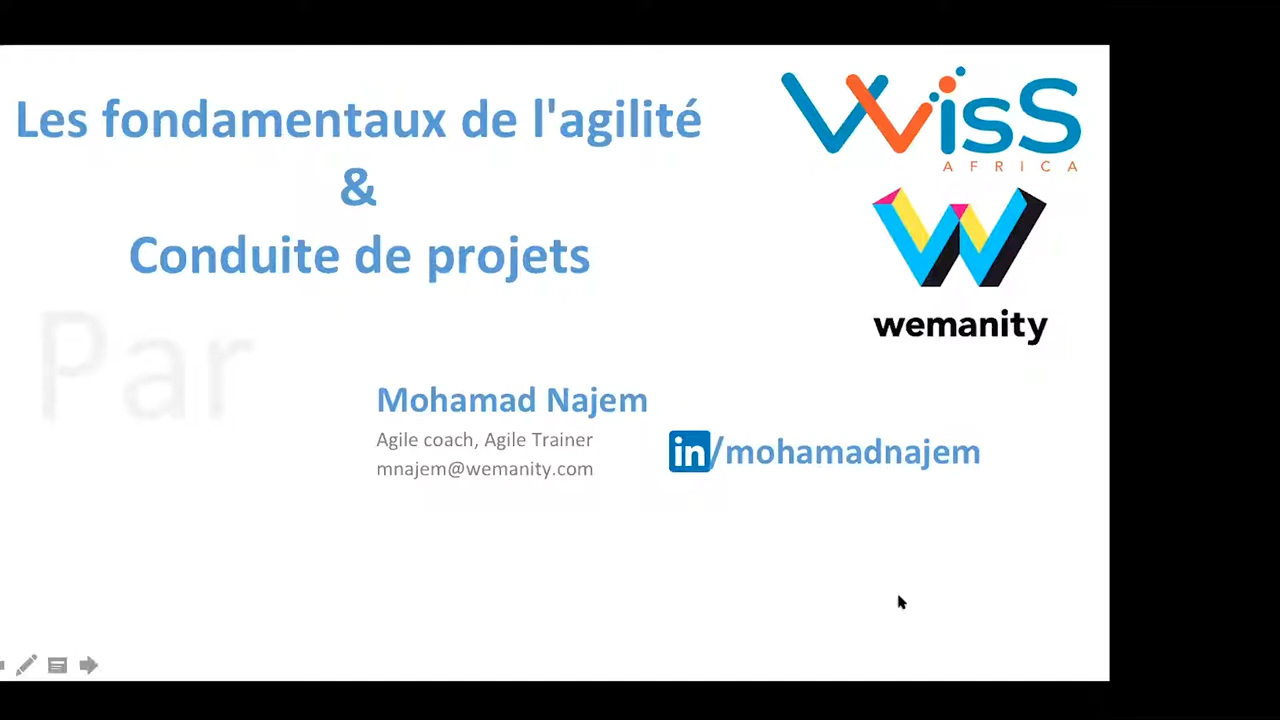 Les fondamentaux de l'agilité
&
Conduite de projets
WissS
AFRICA
wemanity
Par
Mohamad Najem
Agile coach, Agile Trainer
mnajem@wemanity.com
in/mohamadnajem